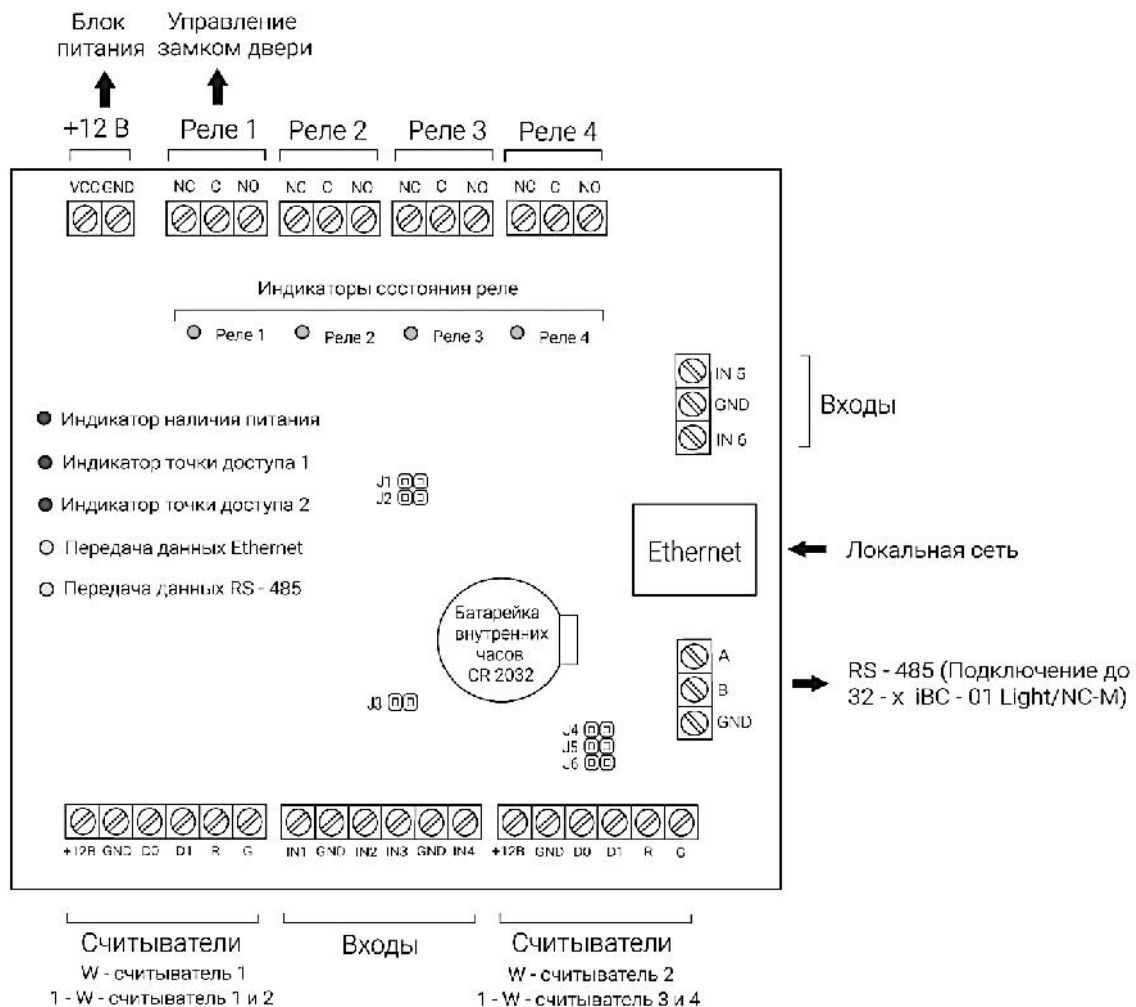 Блок
питания
Управление
замком двери
+12 В
Реле 1
Реле 2
Реле 3
Реле 4
VCC GND
NC C NO
NC C NO
NC C NO
NC C NO
Индикаторы состояния реле
Реле 1
Реле 2
Реле 3
Реле 4
IN 5
GND
IN 6
Входы
Индикатор наличия питания
Индикатор точки доступа 1
Индикатор точки доступа 2
Передача данных Ethernet
Передача данных RS - 485
J1
J2
Ethernet
Локальная сеть
Батарейка
внутренних
часов
CR 2032
A
B
GND
RS - 485 (Подключение до
32 - х iBC - 01 Light/NC-M)
J3
J4
J5
J6
+12В GND D0 D1 R G
IN1 GND IN2 IN3 GND IN4
+12В GND D0 D1 R G
Считыватели
W - считыватель 1
1 - W - считыватель 1 и 2
Входы
Считыватели
W - считыватель 2
1 - W - считыватель 3 и 4